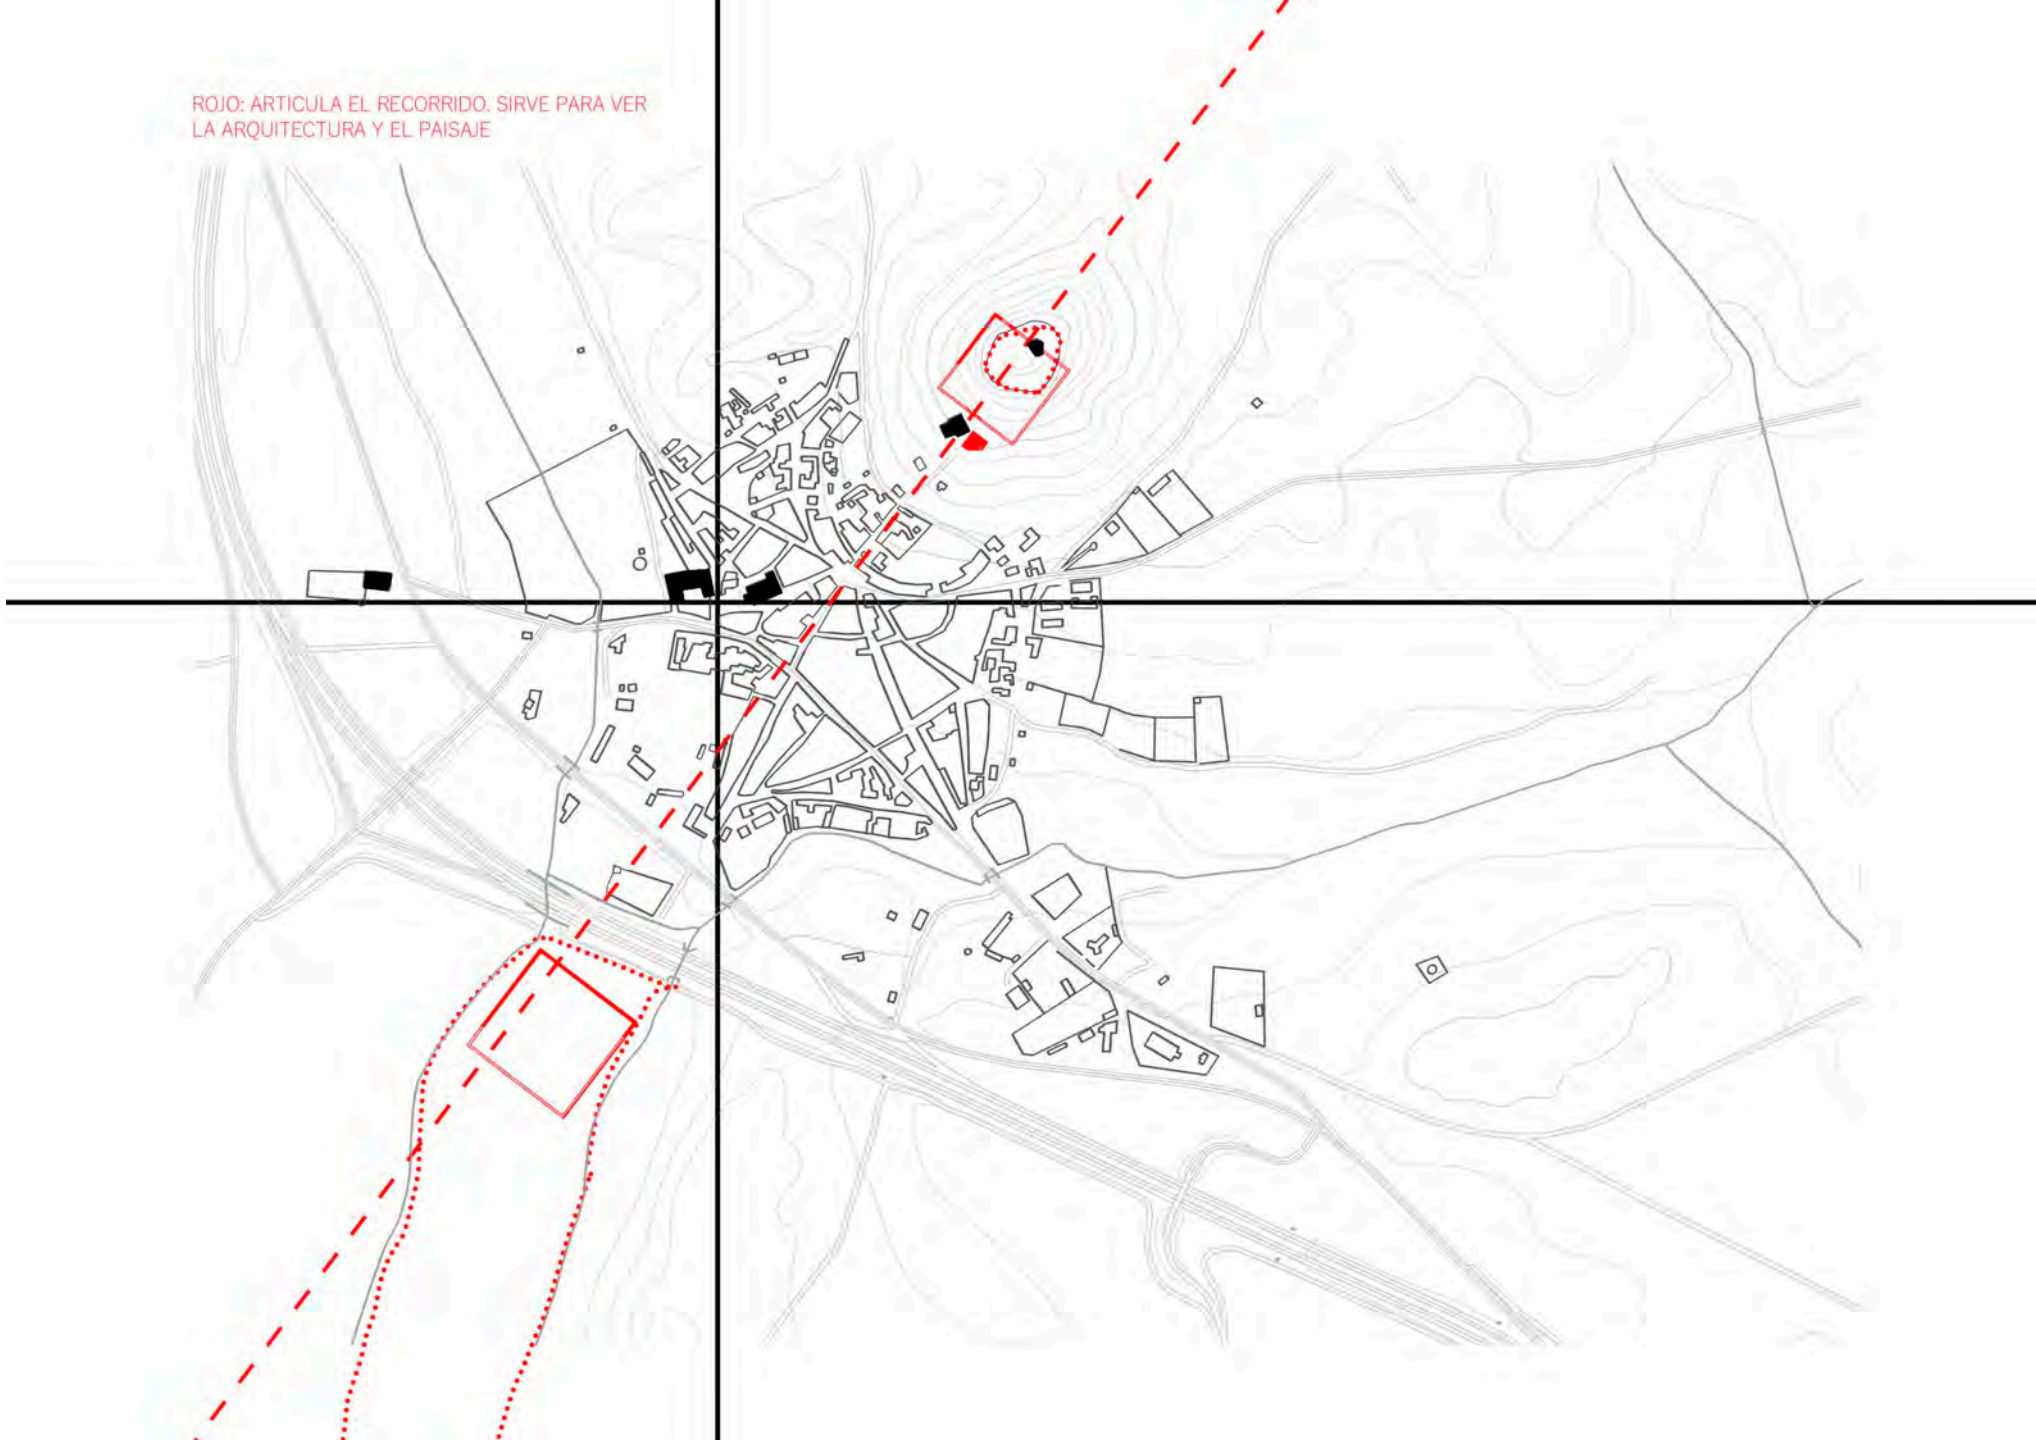 ROJO: ARTICULA EL RECORRIDO. SIRVE PARA VER
LA ARQUITECTURA Y EL PAISAJE